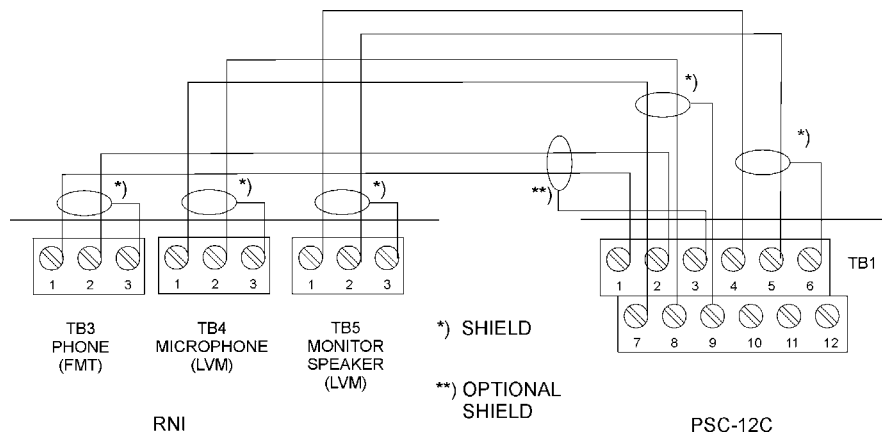 *)
*)
*)
*)
*)
*)
**)
1 2 3
1 2 3
1 2 3
1 2 3 4 5 6
TB1
7 8 9 10 11 12
TB3
PHONE
(FMT)
TB4
MICROPHONE
(LVM)
TB5
MONITOR
SPEAKER
(LVM)
*) SHIELD
**) OPTIONAL
SHIELD
RNI
PSC-12C